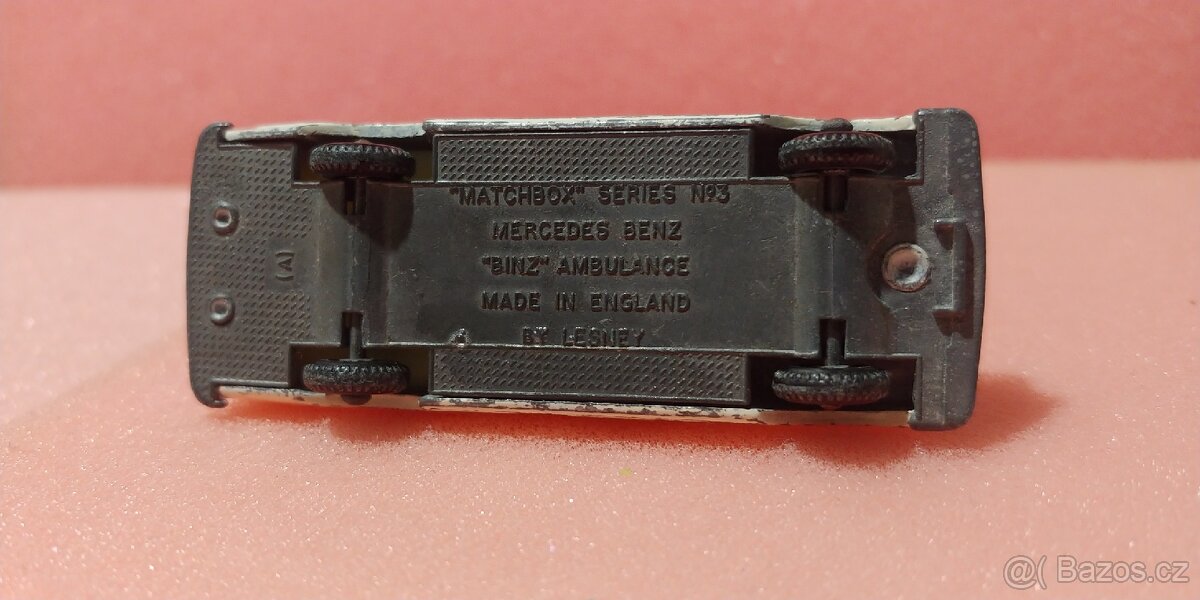 "MATCHBOX" SERIES Nº3
MERCEDES BENZ
"BINZ" AMBULANCE
MADE IN ENGLAND
BY LESNEY
(A)
@( Bazos.cz